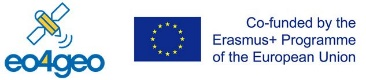 eo4geo
Co-funded by the
Erasmus+ Programme
of the European Union